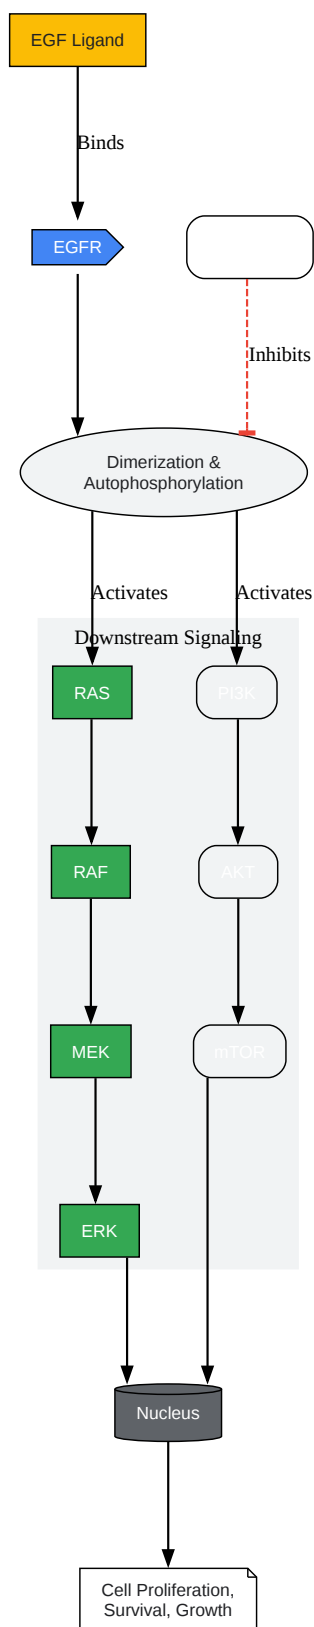 EGF Ligand
Binds
EGFR
Inhibits
Dimerization &
Autophosphorylation
Activates
Activates
Downstream Signaling
RAS
PI3K
RAF
AKT
MEK
mTOR
ERK
Nucleus
Cell Proliferation,
Survival, Growth